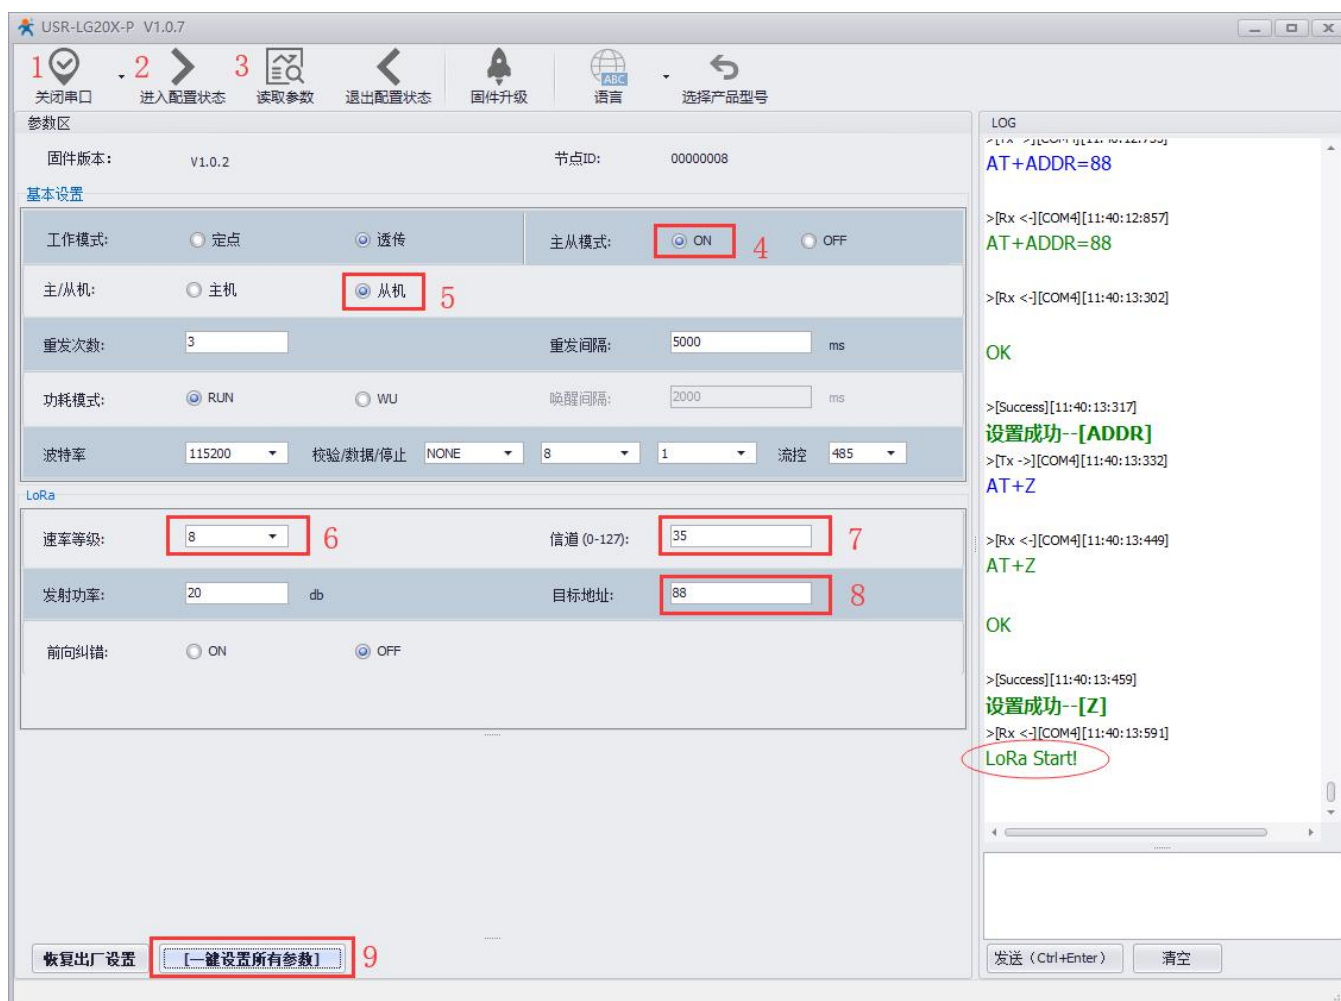 USR-LG20X-P V1.0.7
1 2 3
关闭串口 进入配置状态 读取参数 退出配置状态 固件升级 ABC 语言 选择产品型号
参数区
固件版本: V1.0.2 节点ID: 00000008
基本设置
工作模式: 定点 透传 主从模式: ON 4 OFF
主/从机: 主机 从机 5
重发次数: 3 重发间隔: 5000 ms
功耗模式: RUN WU 唤醒间隔: 2000 ms
波特率 115200 校验/数据/停止 NONE 8 1 流控 485
LoRa
速率等级: 8 6 信道 (0-127): 35 7
发射功率: 20 db 目标地址: 88 8
前向纠错: ON OFF
恢复出厂设置 [一键设置所有参数] 9
LOG
AT+ADDR=88
>[Rx <-][COM4][11:40:12:857]
AT+ADDR=88
>[Rx <-][COM4][11:40:13:302]
OK
>[Success][11:40:13:317]
设置成功--[ADDR]
>[Tx ->][COM4][11:40:13:332]
AT+Z
>[Rx <-][COM4][11:40:13:449]
AT+Z
OK
>[Success][11:40:13:459]
设置成功--[Z]
>[Rx <-][COM4][11:40:13:591]
LoRa Start!
发送 (Ctrl+Enter) 清空